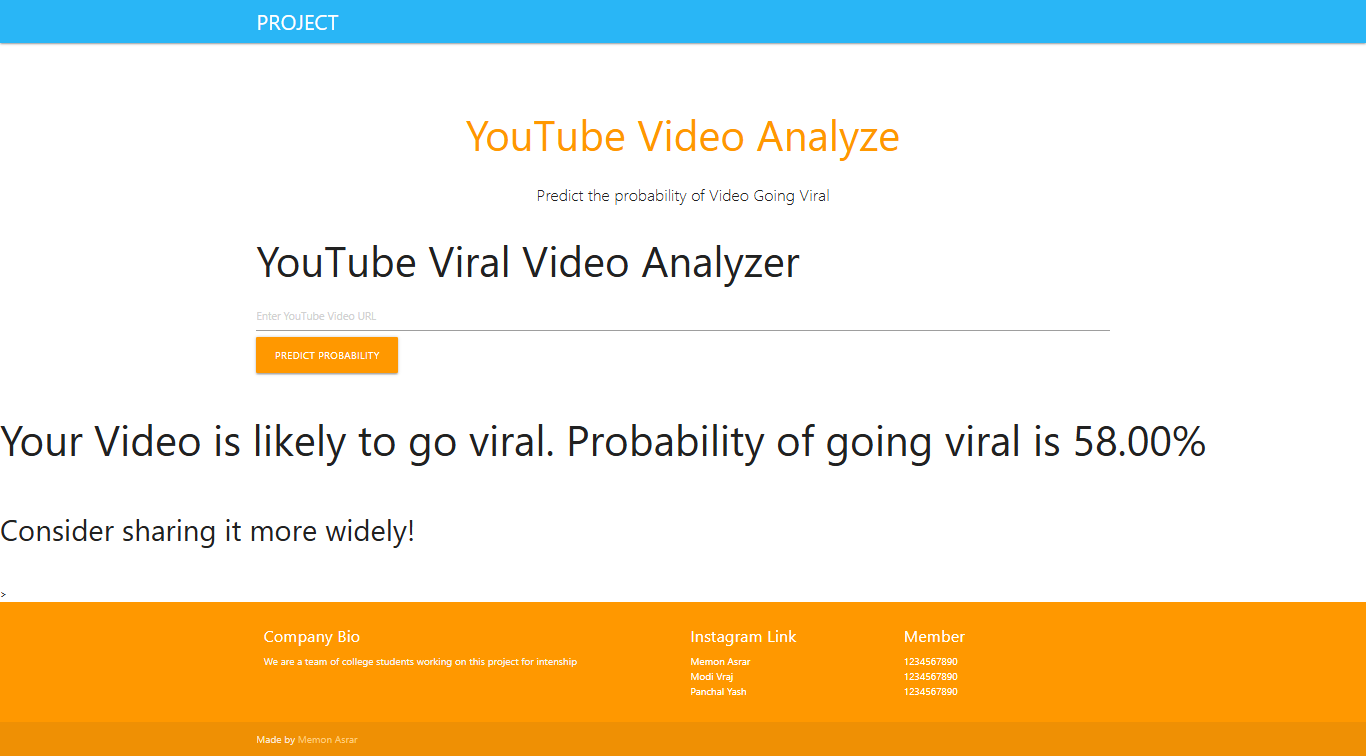 PROJECT
YouTube Video Analyze
Predict the probability of Video Going Viral
YouTube Viral Video Analyzer
Enter YouTube Video URL
PREDICT PROBABILITY
Your Video is likely to go viral. Probability of going viral is 58.00%
Consider sharing it more widely!
>
Company Bio
We are a team of college students working on this project for intenship
Instagram Link
Memon Asrar
Modi Vraj
Panchal Yash
Member
1234567890
1234567890
1234567890
Made by Memon Asrar